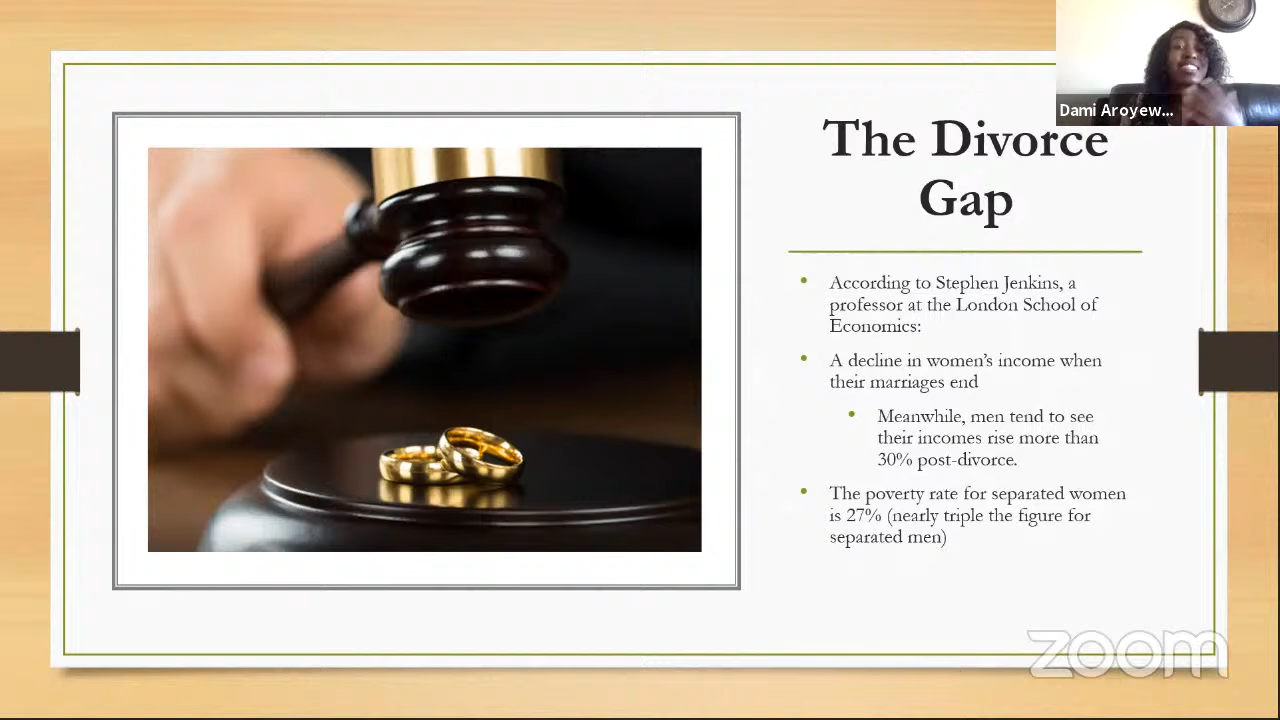 Dami Aroyew...
The Divorce
Gap
• According to Stephen Jenkins, a
professor at the London School of
Economics:
• A decline in women’s income when
their marriages end
• Meanwhile, men tend to see
their incomes rise more than
30% post-divorce.
• The poverty rate for separated women
is 27% (nearly triple the figure for
separated men)
zoom